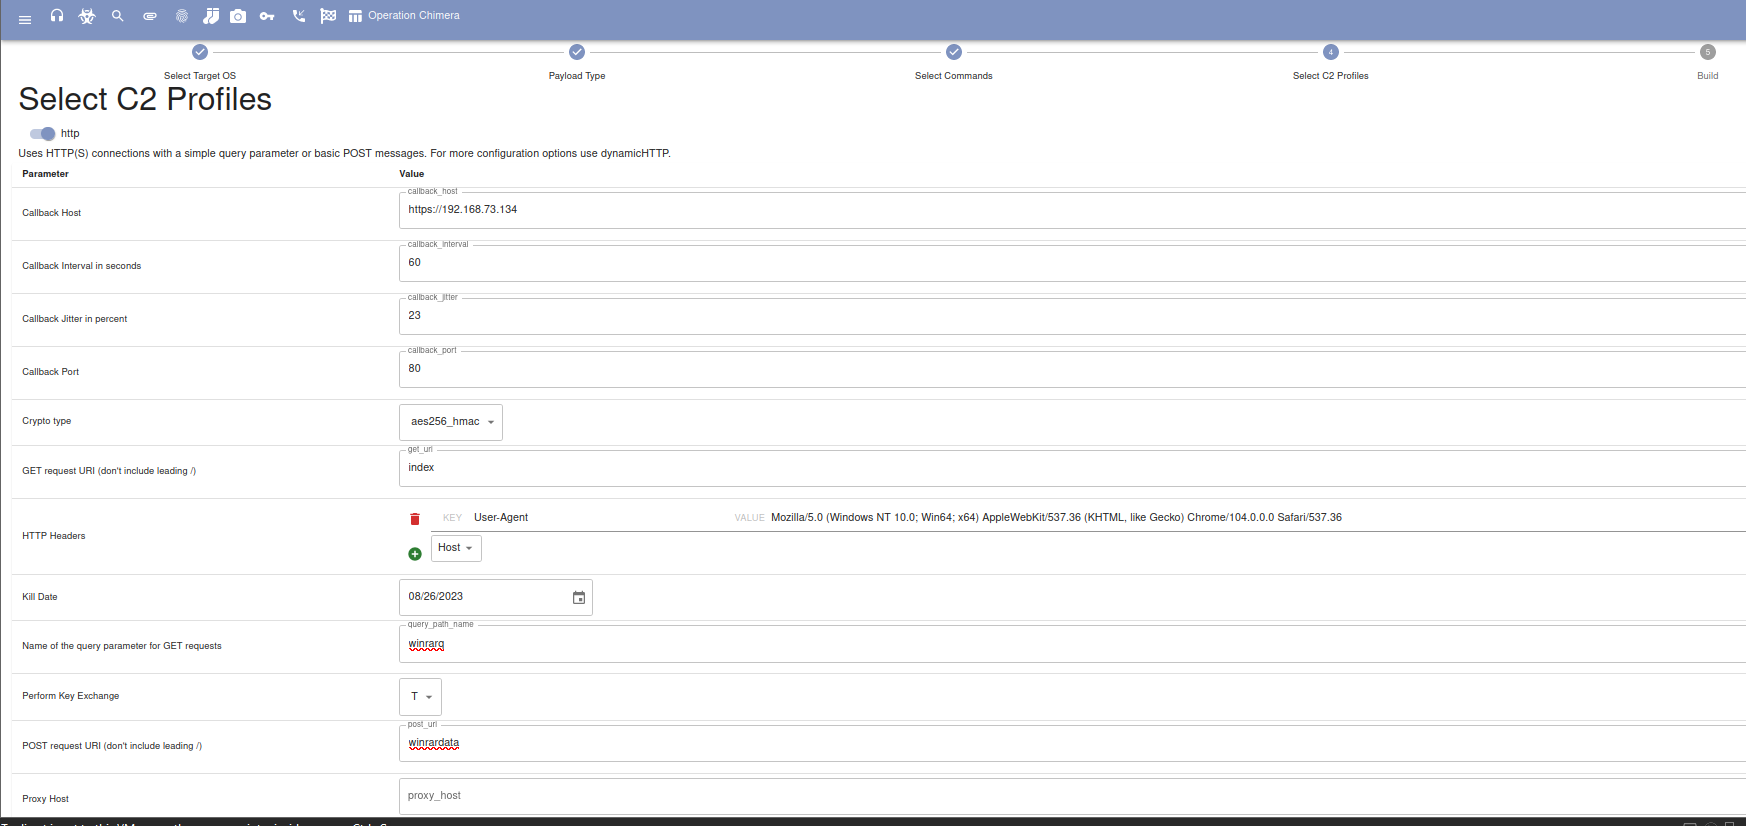 Operation Chimera
Select Target OS
Payload Type
Select Commands
4
Select C2 Profiles
5
Build
Select C2 Profiles
http
Uses HTTP(S) connections with a simple query parameter or basic POST messages. For more configuration options use dynamicHTTP.
Parameter Value
callback_host
Callback Host https://192.168.73.134
callback_interval
Callback Interval in seconds 60
callback_jitter
Callback Jitter in percent 23
callback_port
Callback Port 80
Crypto type aes256_hmac
get_uri
GET request URI (don't include leading /) index
HTTP Headers
KEY User-Agent VALUE Mozilla/5.0 (Windows NT 10.0; Win64; x64) AppleWebKit/537.36 (KHTML, like Gecko) Chrome/104.0.0.0 Safari/537.36
Host
Kill Date 08/26/2023
query_path_name
Name of the query parameter for GET requests winrarq
Perform Key Exchange T
post_uri
POST request URI (don't include leading /) winrardata
Proxy Host proxy_host